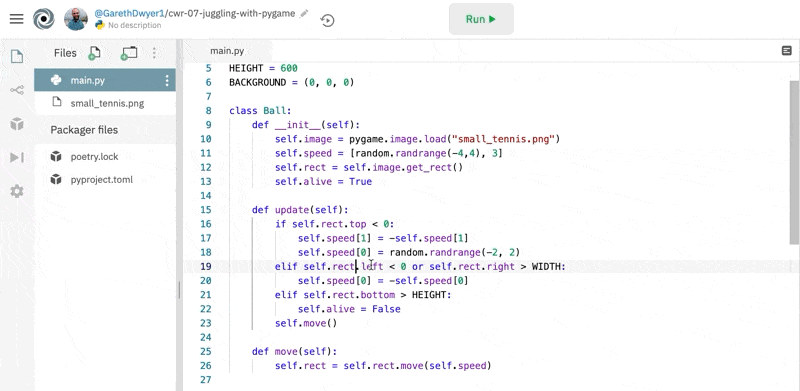 @GarethDwyer1/cwr-07-juggling-with-pygame
No description
Run
Files
main.py
small_tennis.png
Packager files
poetry.lock
pyproject.toml
main.py
5 HEIGHT = 600
6 BACKGROUND = (0, 0, 0)
7
8 class Ball:
9 def __init__(self):
10 self.image = pygame.image.load("small_tennis.png")
11 self.speed = [random.randrange(-4,4), 3]
12 self.rect = self.image.get_rect()
13 self.alive = True
14
15 def update(self):
16 if self.rect.top < 0:
17 self.speed[1] = -self.speed[1]
18 self.speed[0] = random.randrange(-2, 2)
19 elif self.rect.left < 0 or self.rect.right > WIDTH:
20 self.speed[0] = -self.speed[0]
21 elif self.rect.bottom > HEIGHT:
22 self.alive = False
23 self.move()
24
25 def move(self):
26 self.rect = self.rect.move(self.speed)
27